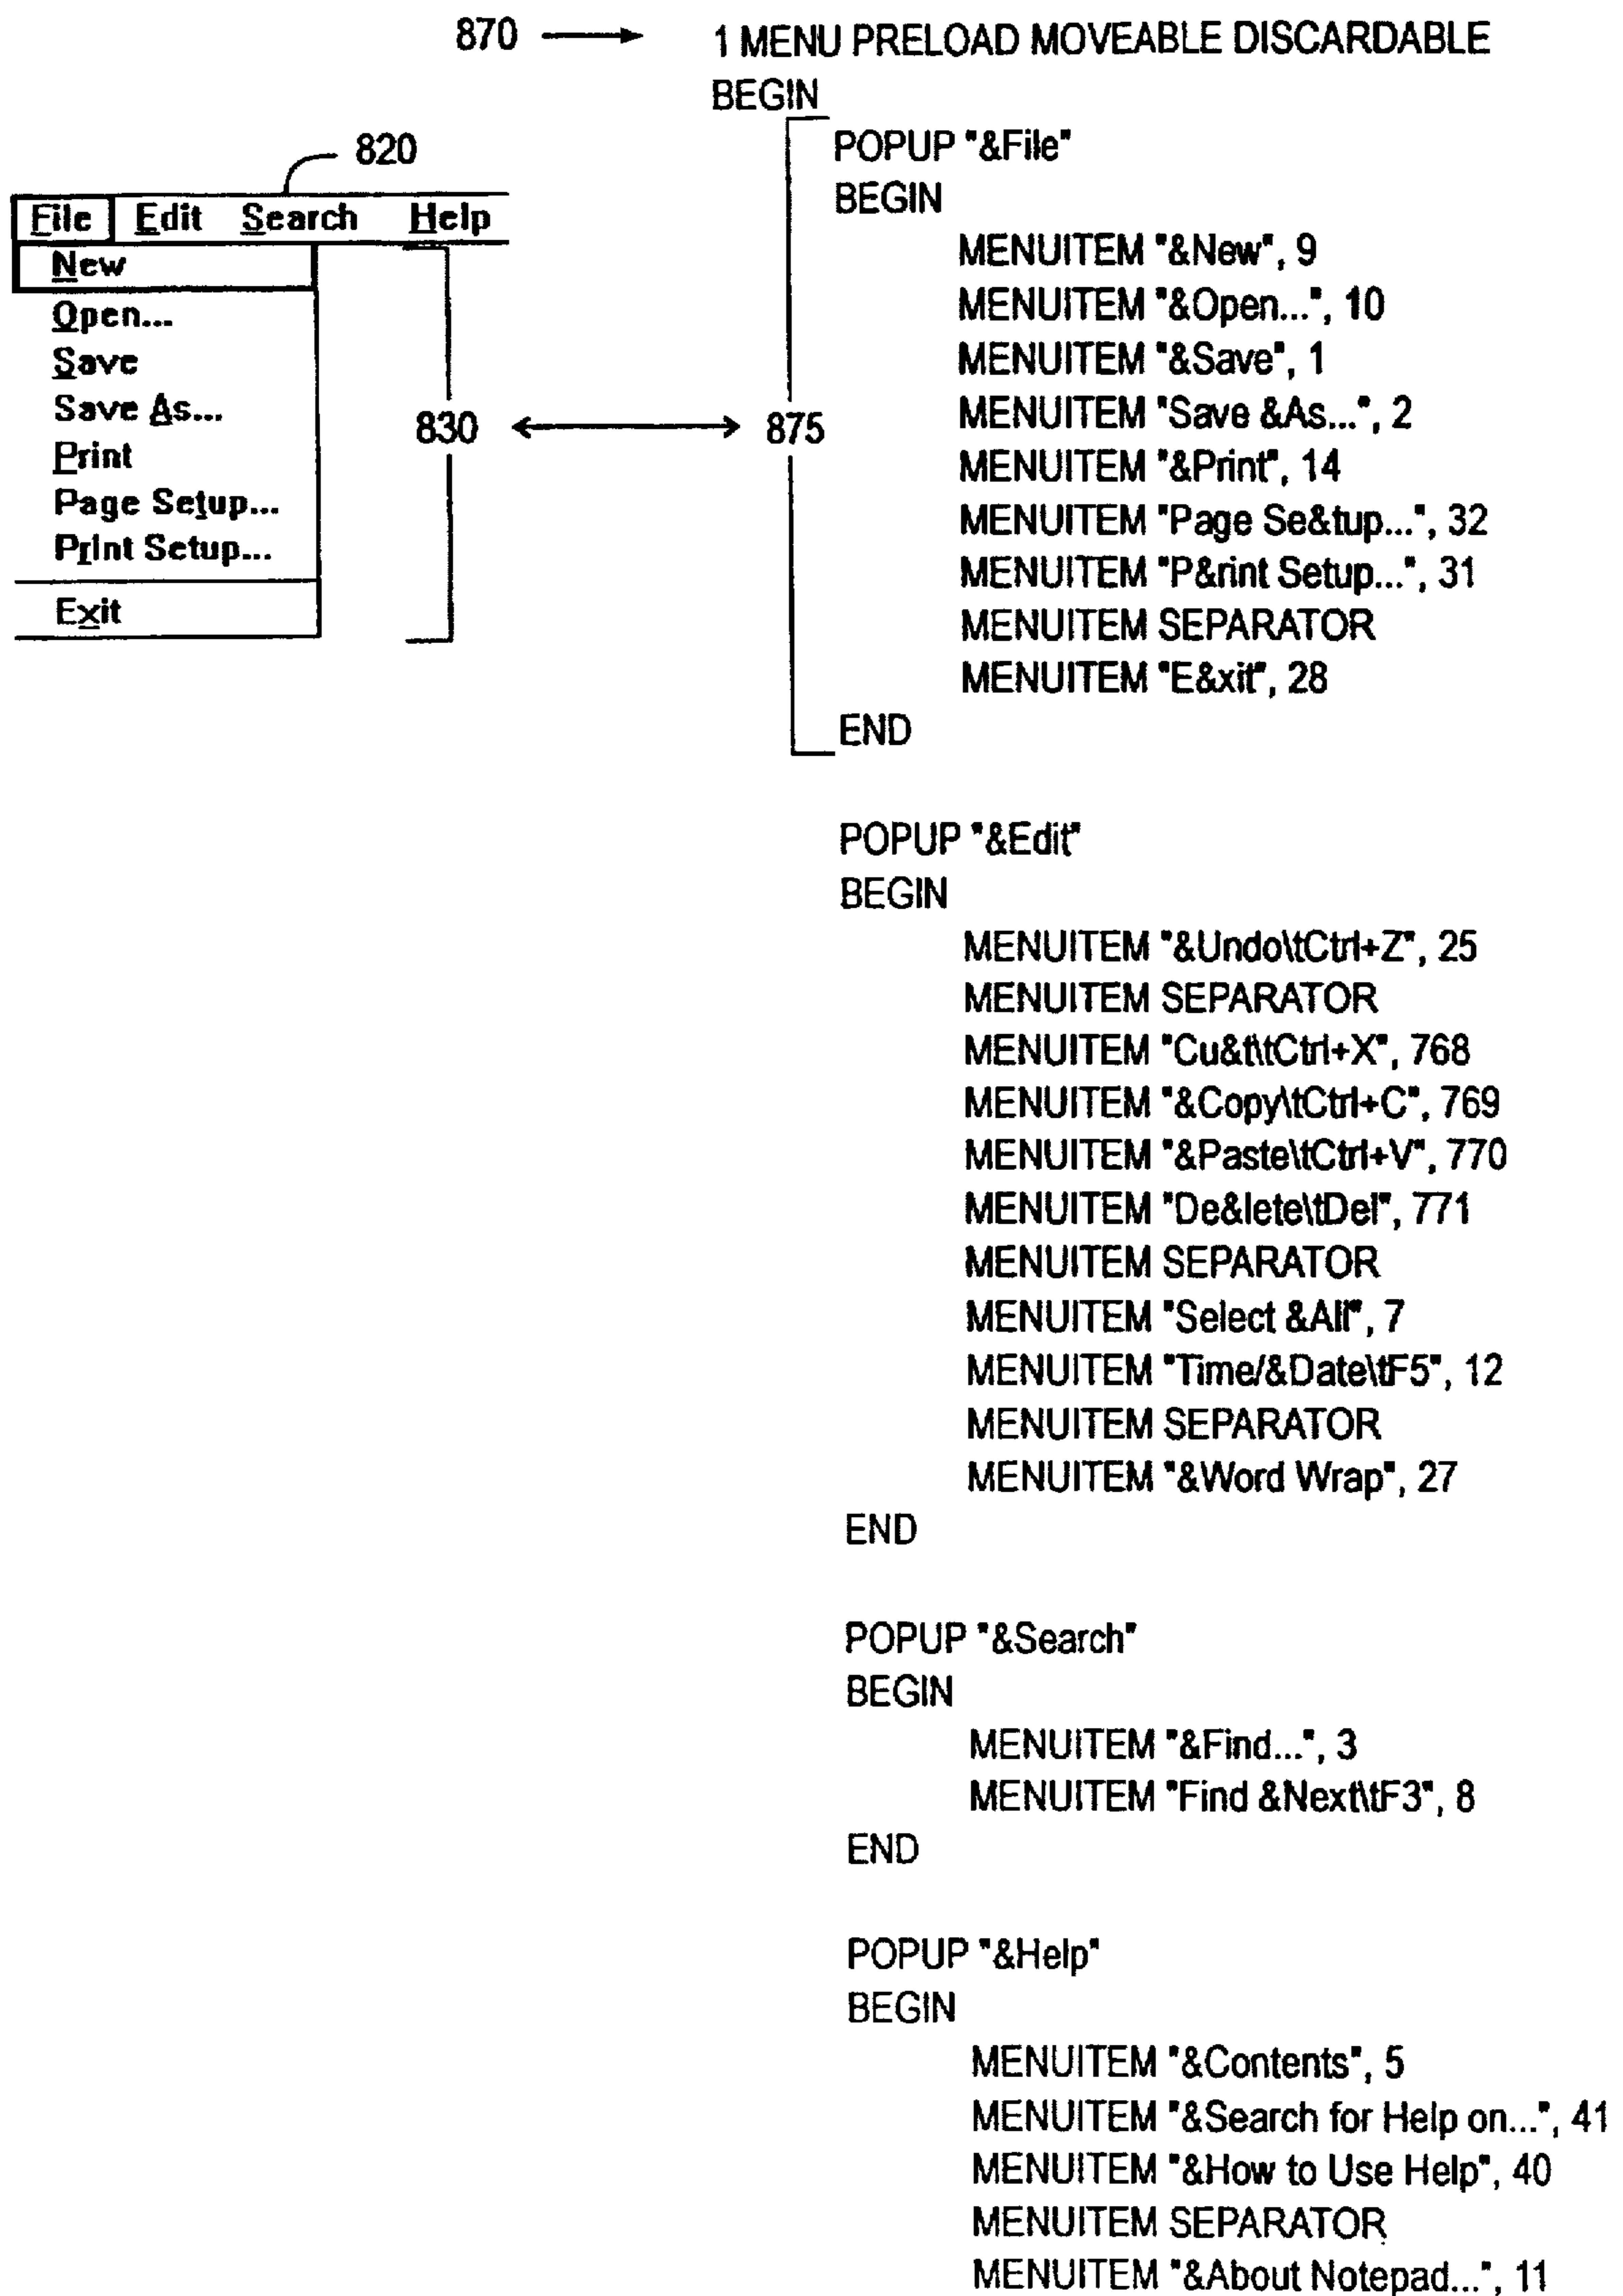 870 → 1 MENU PRELOAD MOVEABLE DISCARDABLE
BEGIN
820
File Edit Search Help
New
Open...
Save
Save As...
Print
Page Setup...
Print Setup...
Exit
830 ↔ 875
POPUP "&File"
BEGIN
MENUITEM "&New", 9
MENUITEM "&Open...", 10
MENUITEM "&Save", 1
MENUITEM "Save &As...", 2
MENUITEM "&Print", 14
MENUITEM "Page Se&tup...", 32
MENUITEM "P&rint Setup...", 31
MENUITEM SEPARATOR
MENUITEM "E&xit", 28
END
POPUP "&Edit"
BEGIN
MENUITEM "&Undo\tCtrl+Z", 25
MENUITEM SEPARATOR
MENUITEM "Cu&t\tCtrl+X", 768
MENUITEM "&Copy\tCtrl+C", 769
MENUITEM "&Paste\tCtrl+V", 770
MENUITEM "De&lete\tDel", 771
MENUITEM SEPARATOR
MENUITEM "Select &All", 7
MENUITEM "Time/&Date\tF5", 12
MENUITEM SEPARATOR
MENUITEM "&Word Wrap", 27
END
POPUP "&Search"
BEGIN
MENUITEM "&Find...", 3
MENUITEM "Find &Next\tF3", 8
END
POPUP "&Help"
BEGIN
MENUITEM "&Contents", 5
MENUITEM "&Search for Help on...", 41
MENUITEM "&How to Use Help", 40
MENUITEM SEPARATOR
MENUITEM "&About Notepad...", 11